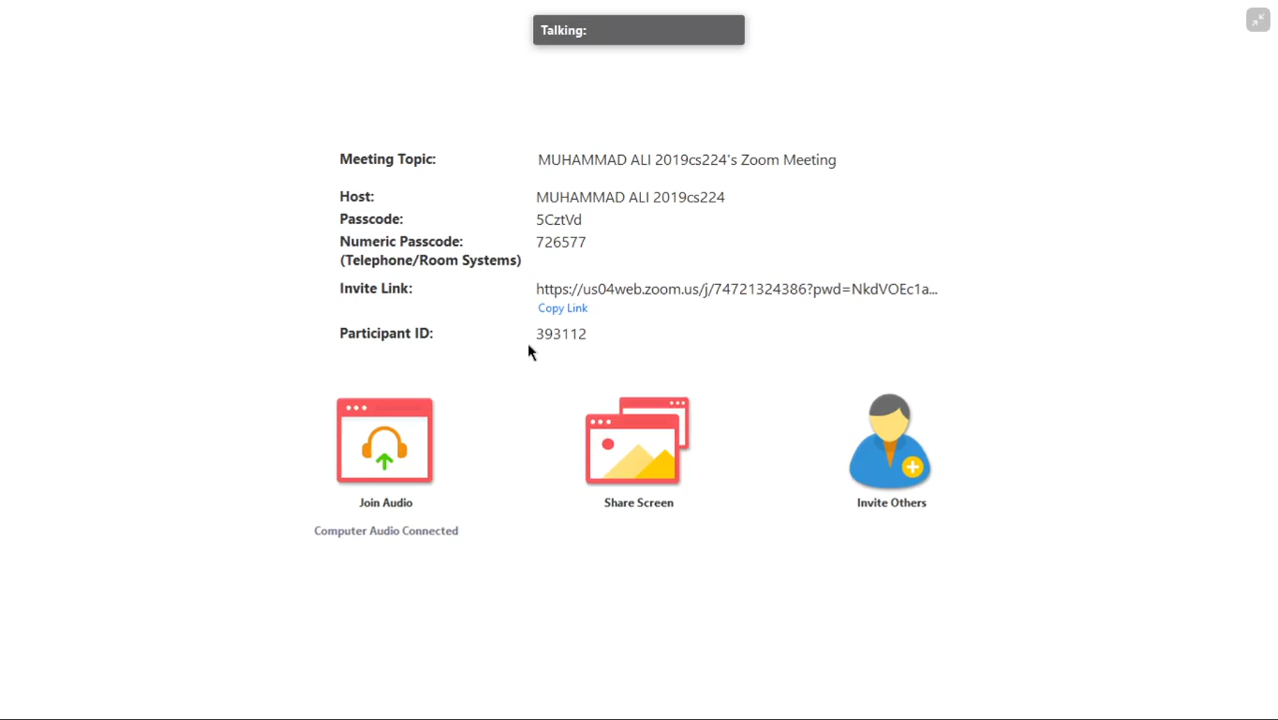 Talking:
Meeting Topic: MUHAMMAD ALI 2019cs224's Zoom Meeting
Host: MUHAMMAD ALI 2019cs224
Passcode: 5CztVd
Numeric Passcode: 726577
(Telephone/Room Systems)
Invite Link: https://us04web.zoom.us/j/74721324386?pwd=NkdVOEc1a...
Copy Link
Participant ID: 393112
Join Audio Share Screen Invite Others
Computer Audio Connected